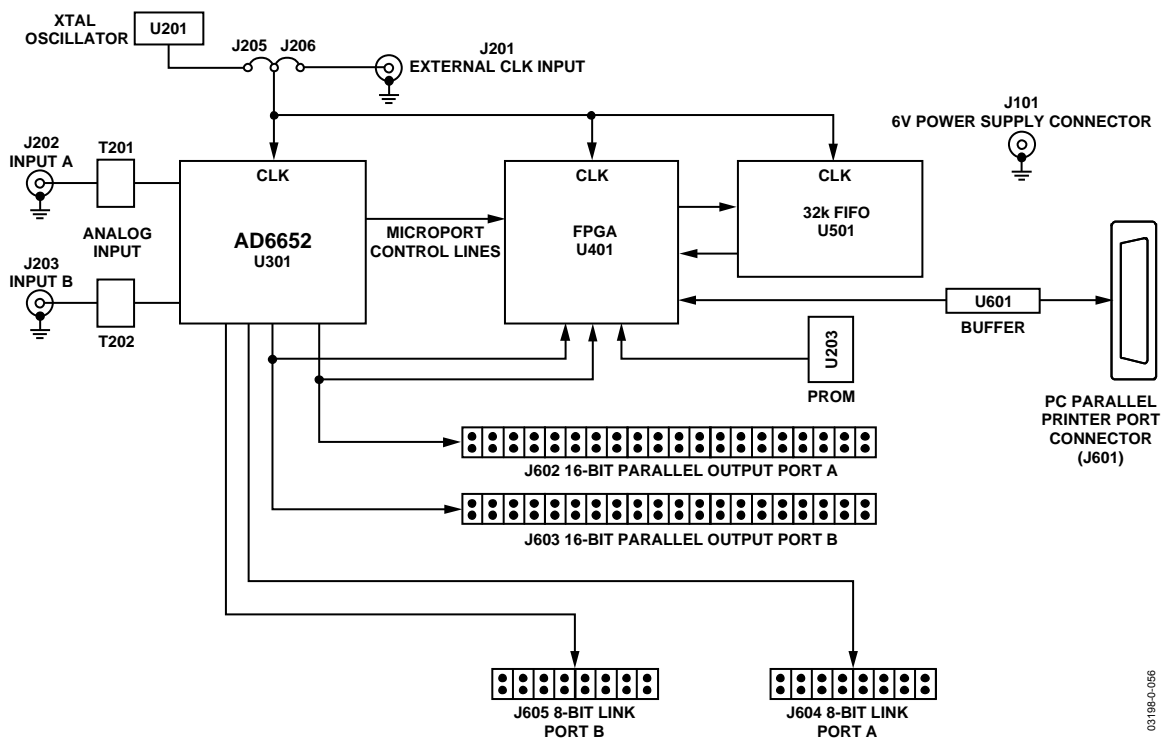 XTAL
OSCILLATOR
U201
J205
J206
J201
EXTERNAL CLK INPUT
J101
6V POWER SUPPLY CONNECTOR
J202
INPUT A
T201
CLK
CLK
CLK
AD6652
U301
MICROPORT
CONTROL LINES
FPGA
U401
32k FIFO
U501
ANALOG
INPUT
J203
INPUT B
T202
U601
BUFFER
U203
PROM
PC PARALLEL
PRINTER PORT
CONNECTOR
(J601)
J602 16-BIT PARALLEL OUTPUT PORT A
J603 16-BIT PARALLEL OUTPUT PORT B
J605 8-BIT LINK
PORT B
J604 8-BIT LINK
PORT A
03198-0-056